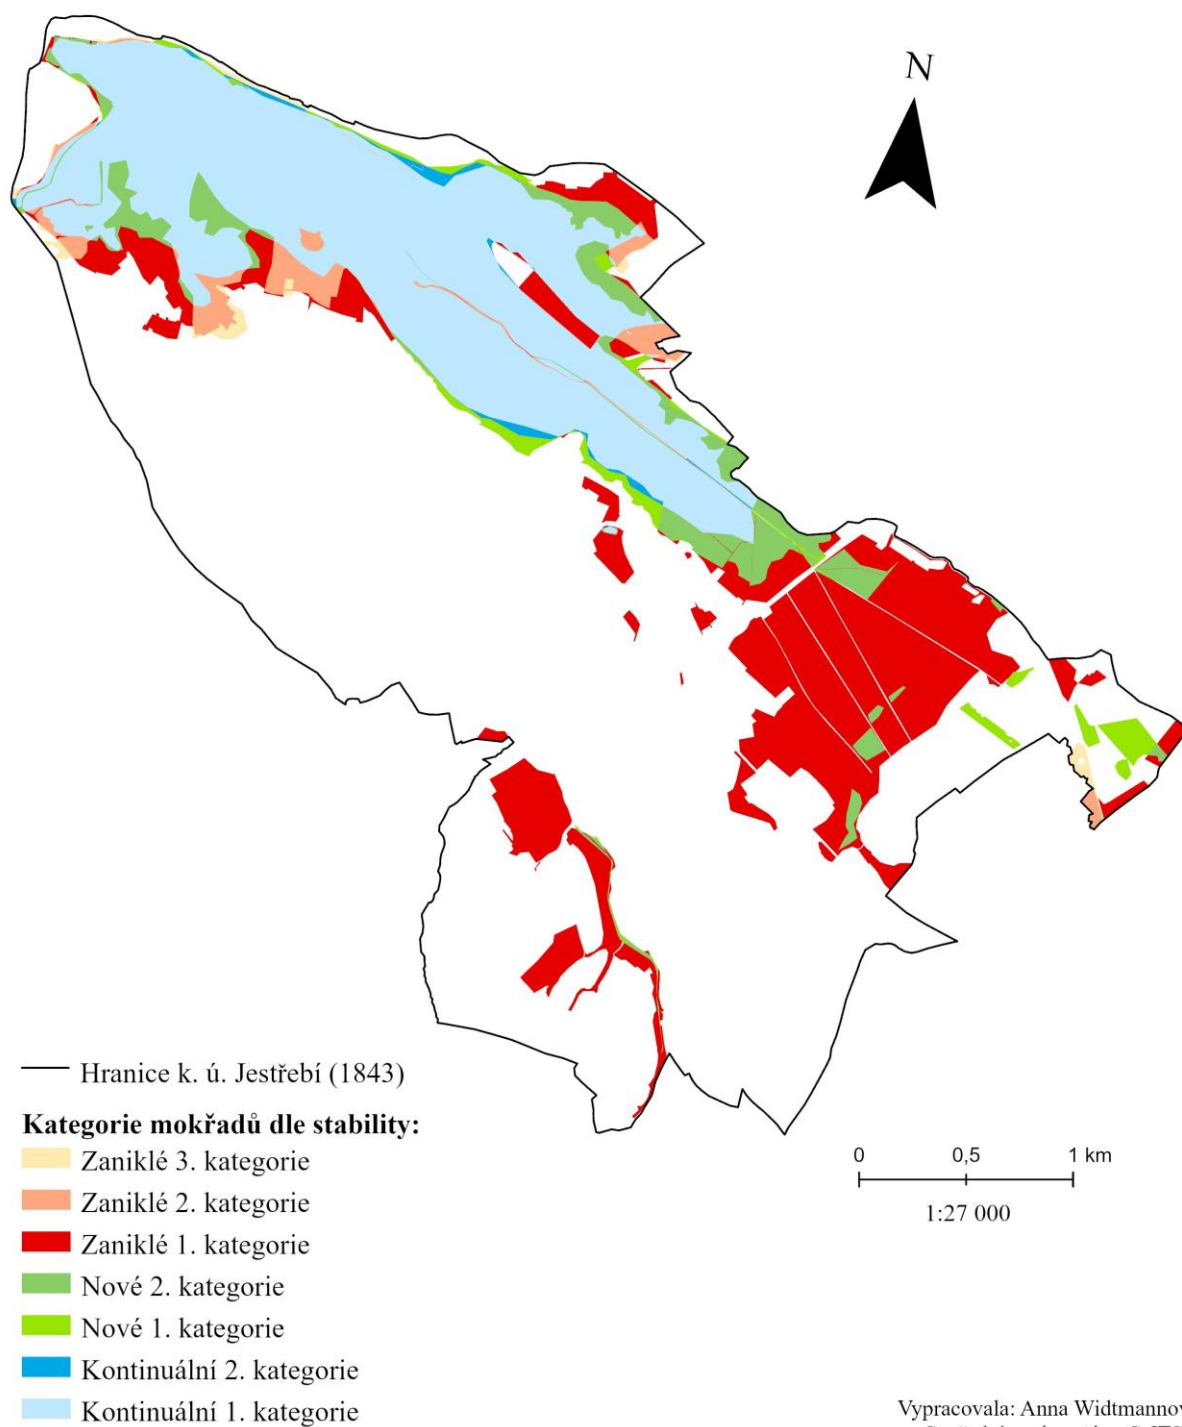 N
Hranice k. ú. Jestřebí (1843)
Kategorie mokřadů dle stability:
Zaniklé 3. kategorie
Zaniklé 2. kategorie
Zaniklé 1. kategorie
Nové 2. kategorie
Nové 1. kategorie
Kontinuální 2. kategorie
Kontinuální 1. kategorie
0 0,5 1 km
1:27 000
Vypracovala: Anna Widtmannov